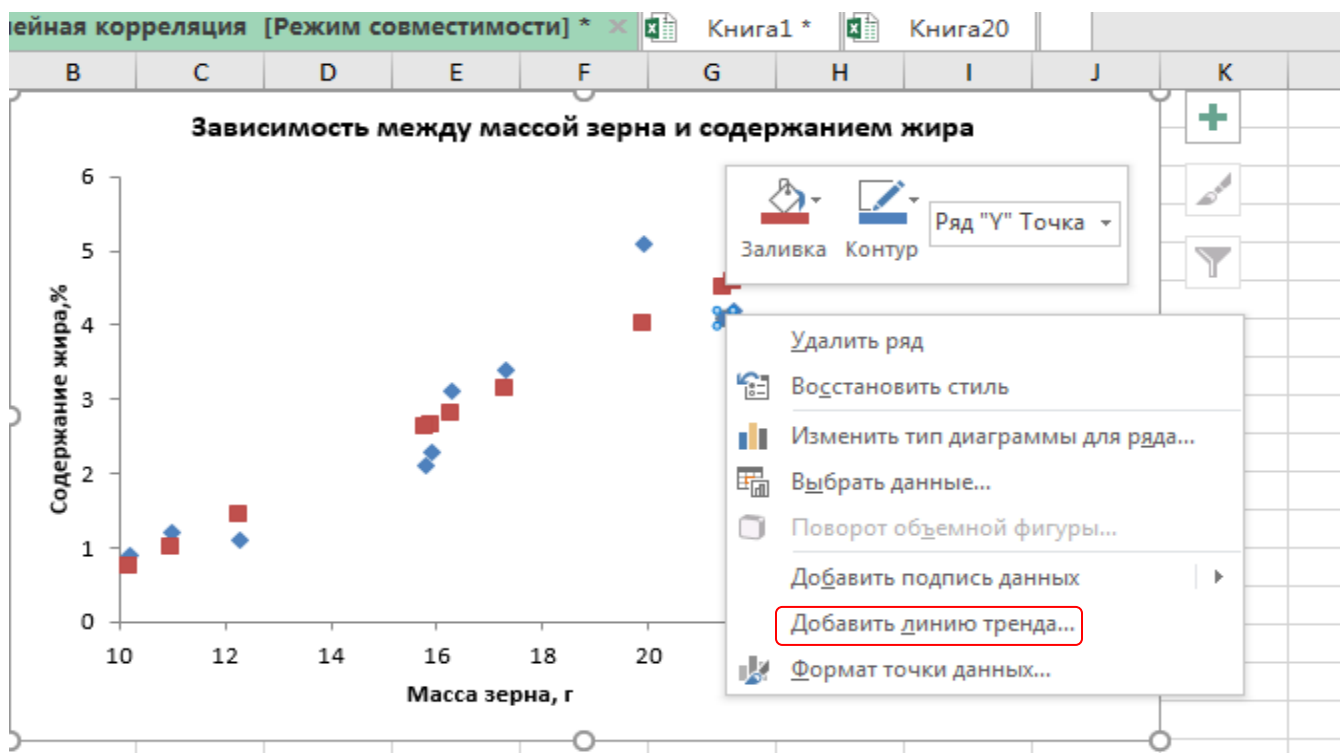 ейная корреляция [Режим совместимости] * Книга1 * Книга20
B C D E F G H I J K
Зависимость между массой зерна и содержанием жира
6
5
4
3
2
1
0
Содержание жира,%
10 12 14 16 18 20
Масса зерна, г
Заливка Контур Ряд "Y" Точка
Удалить ряд
Восстановить стиль
Изменить тип диаграммы для ряда...
Выбрать данные...
Поворот объемной фигуры...
Добавить подпись данных
Добавить линию тренда...
Формат точки данных...